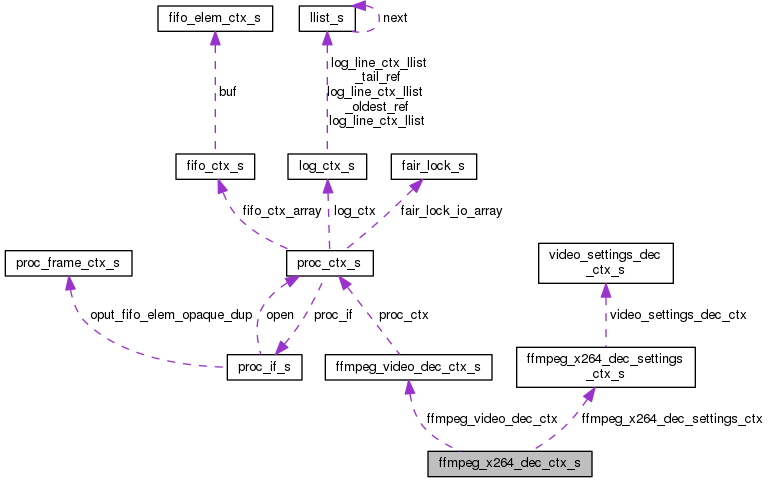 fifo_elem_ctx_s
llist_s
next
buf
log_line_ctx_llist
_tail_ref
log_line_ctx_llist
_oldest_ref
log_line_ctx_llist
fifo_ctx_s
log_ctx_s
fair_lock_s
fifo_ctx_array
log_ctx
fair_lock_io_array
proc_frame_ctx_s
proc_ctx_s
video_settings_dec
_ctx_s
oput_fifo_elem_opaque_dup
open
proc_if
proc_ctx
video_settings_dec_ctx
proc_if_s
ffmpeg_video_dec_ctx_s
ffmpeg_x264_dec_settings
_ctx_s
ffmpeg_video_dec_ctx
ffmpeg_x264_dec_settings_ctx
ffmpeg_x264_dec_ctx_s